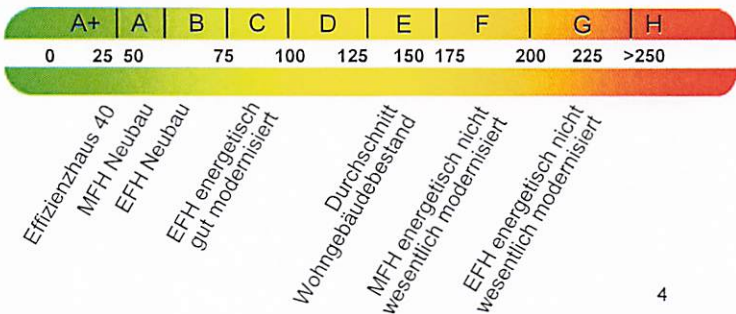 A+ A B C D E F G H
0 25 50 75 100 125 150 175 200 225 >250
Effizienzhaus 40
MFH Neubau
EFH Neubau
EFH energetisch
gut modernisiert
Durchschnitt
Wohngebäudebestand
MFH energetisch nicht
wesentlich modernisiert
EFH energetisch nicht
wesentlich modernisiert
4